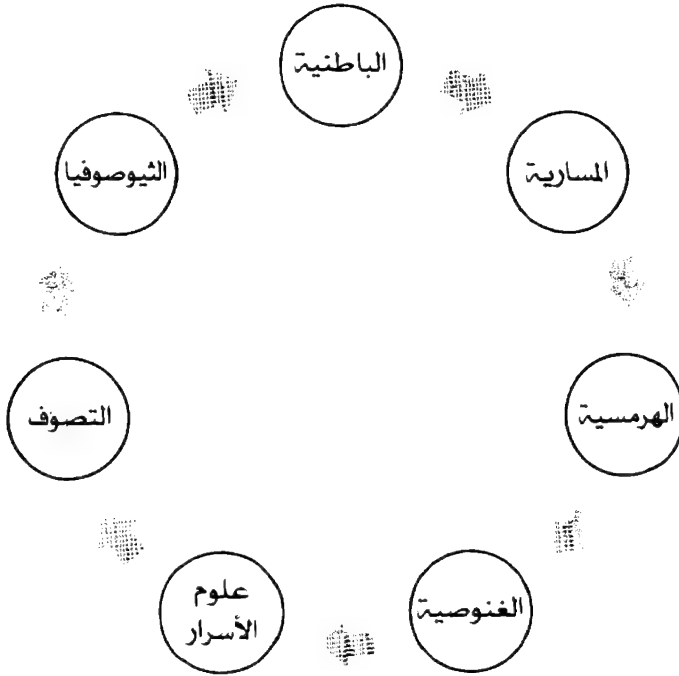 الباطنية
المسارية
الهرمسية
الغنوصية
علوم
الأسرار
التصوف
الثيوصوفيا